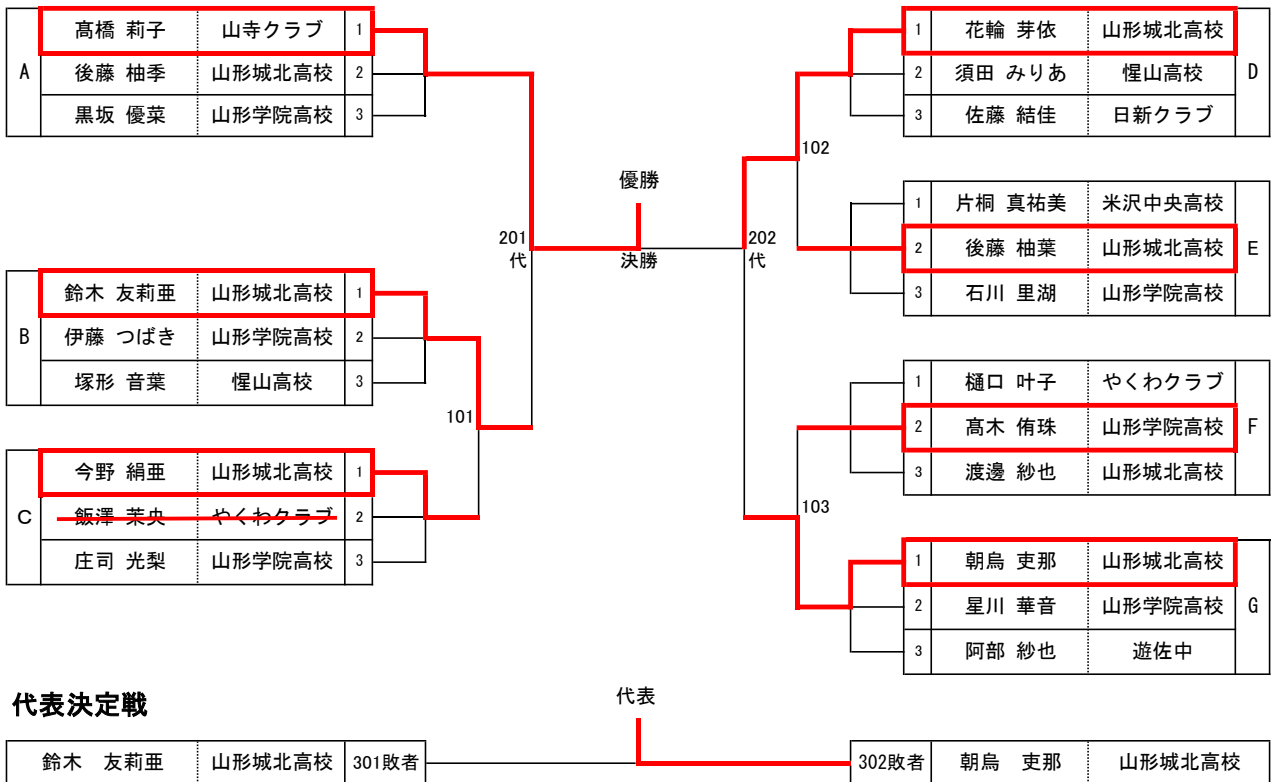 A
髙橋 莉子 山寺クラブ 1
後藤 柚季 山形城北高校 2
黒坂 優菜 山形学院高校 3
B
鈴木 友莉亜 山形城北高校 1
伊藤 つばき 山形学院高校 2
塚形 音葉 惺山高校 3
C
今野 絹亜 山形城北高校 1
飯澤 茉央 やくわクラブ 2
庄司 光梨 山形学院高校 3
101
201
代
優勝
決勝
202
代
102
103
1 花輪 芽依 山形城北高校
2 須田 みりあ 惺山高校
3 佐藤 結佳 日新クラブ
D
1 片桐 真祐美 米沢中央高校
2 後藤 柚葉 山形城北高校
3 石川 里湖 山形学院高校
E
1 樋口 叶子 やくわクラブ
2 髙木 侑珠 山形学院高校
3 渡邊 紗也 山形城北高校
F
1 朝烏 吏那 山形城北高校
2 星川 華音 山形学院高校
3 阿部 紗也 遊佐中
G
代表決定戦
代表
鈴木 友莉亜 山形城北高校 301敗者
302敗者 朝烏 吏那 山形城北高校